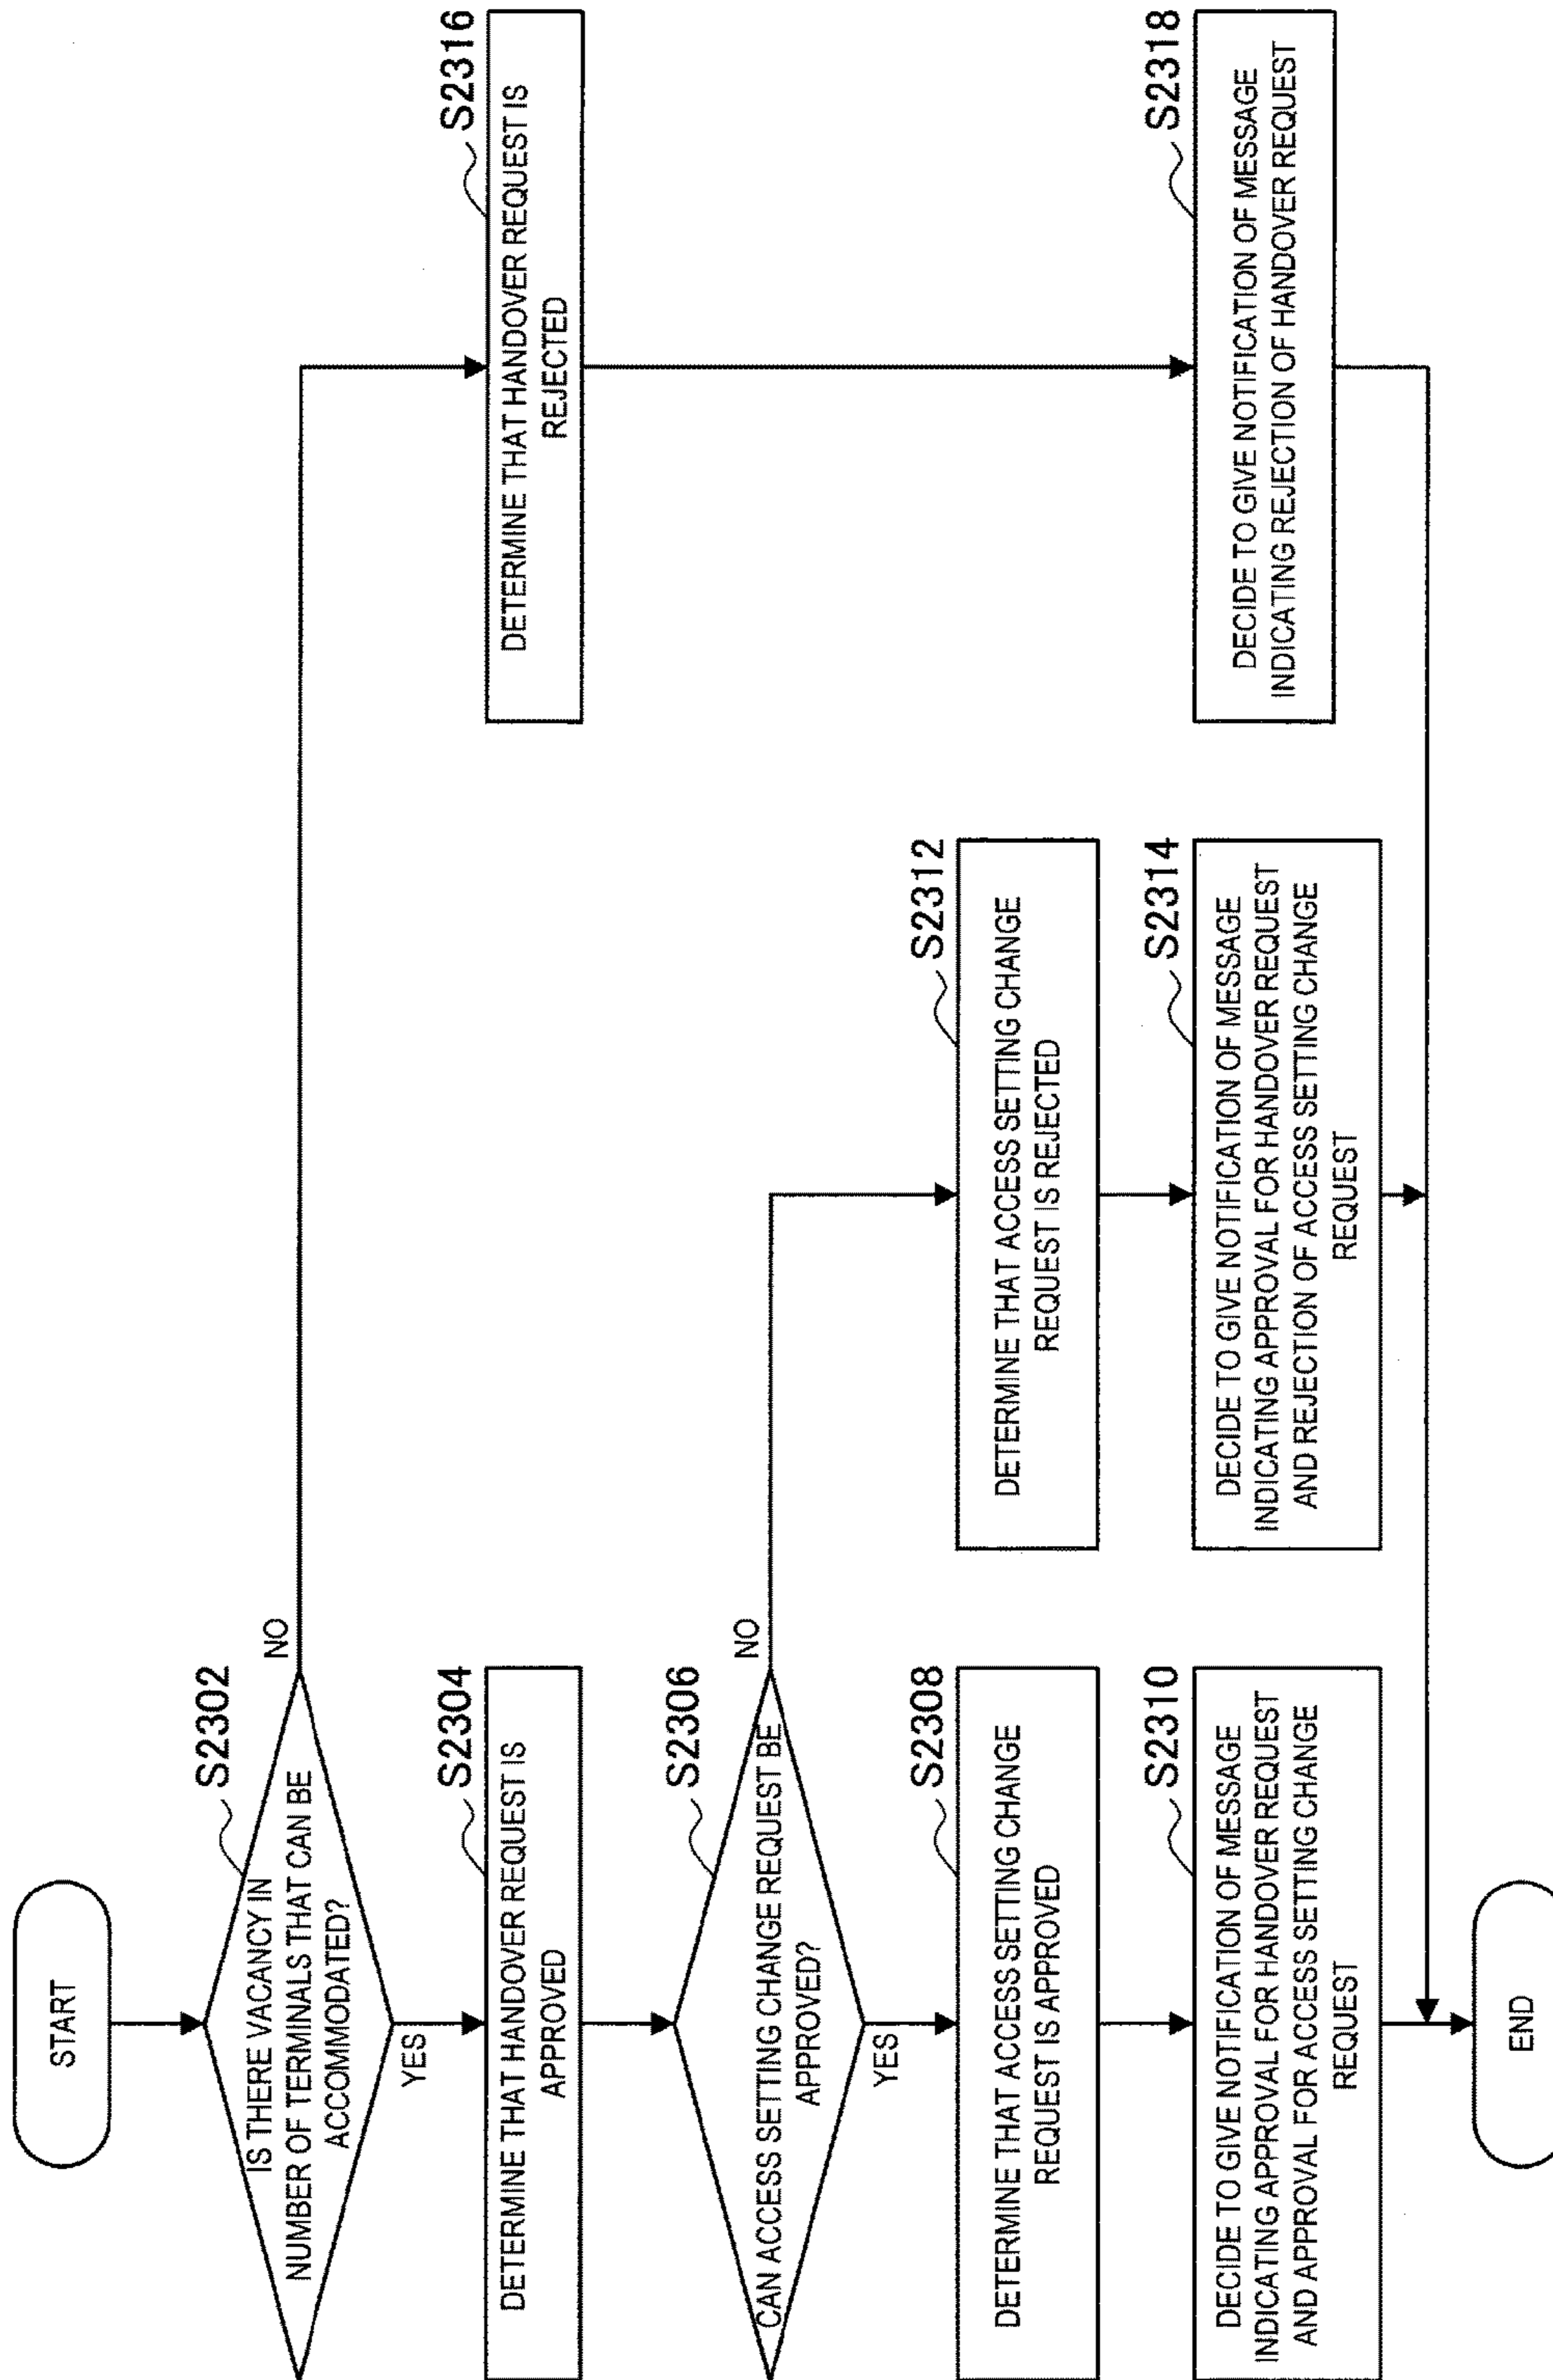 START
S2302
IS THERE VACANCY IN
NUMBER OF TERMINALS THAT CAN BE
ACCOMMODATED?
NO
YES
S2304
DETERMINE THAT HANDOVER REQUEST IS
APPROVED
S2316
DETERMINE THAT HANDOVER REQUEST IS
REJECTED
S2306
CAN ACCESS SETTING CHANGE REQUEST BE
APPROVED?
NO
YES
S2308
DETERMINE THAT ACCESS SETTING CHANGE
REQUEST IS APPROVED
S2312
DETERMINE THAT ACCESS SETTING CHANGE
REQUEST IS REJECTED
S2310
DECIDE TO GIVE NOTIFICATION OF MESSAGE
INDICATING APPROVAL FOR HANDOVER REQUEST
AND APPROVAL FOR ACCESS SETTING CHANGE
REQUEST
S2314
DECIDE TO GIVE NOTIFICATION OF MESSAGE
INDICATING APPROVAL FOR HANDOVER REQUEST
AND REJECTION OF ACCESS SETTING CHANGE
REQUEST
S2318
DECIDE TO GIVE NOTIFICATION OF MESSAGE
INDICATING REJECTION OF HANDOVER REQUEST
END